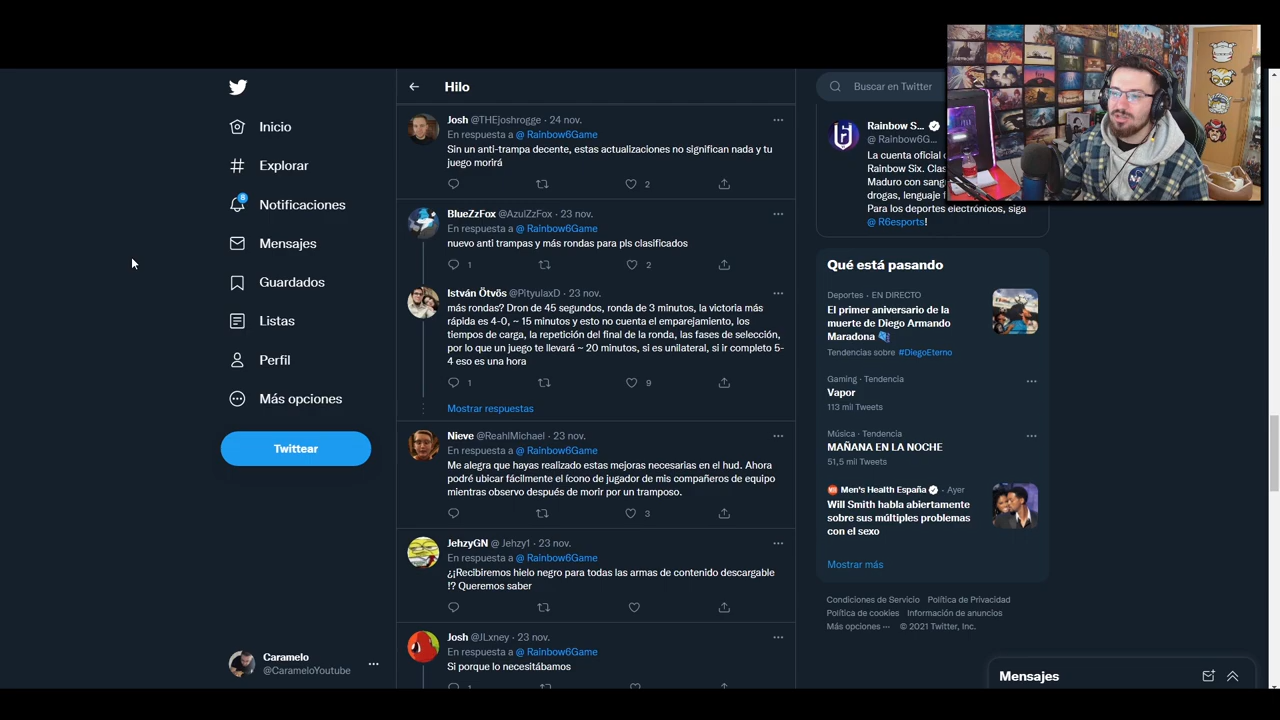 Inicio
Explorar
8
Notificaciones
Mensajes
Guardados
Listas
Perfil
Más opciones
Twittear
Caramelo
@CarameloYoutube
Hilo
Josh @THEjoshrogge · 24 nov.
En respuesta a @ Rainbow6Game
Sin un anti-trampa decente, estas actualizaciones no significan nada y tu
juego morirá
2
BlueZzFox @AzulZzFox · 23 nov.
En respuesta a @ Rainbow6Game
nuevo anti trampas y más rondas para pls clasificados
1 2
István Ötvös @PityulaxD · 23 nov.
más rondas? Dron de 45 segundos, ronda de 3 minutos, la victoria más
rápida es 4-0, ~ 15 minutos y esto no cuenta el emparejamiento, los
tiempos de carga, la repetición del final de la ronda, las fases de selección,
por lo que un juego te llevará ~ 20 minutos, si es unilateral, si ir completo 5-
4 eso es una hora
1 9
Mostrar respuestas
Nieve @ReahlMichael · 23 nov.
En respuesta a @ Rainbow6Game
Me alegra que hayas realizado estas mejoras necesarias en el hud. Ahora
podré ubicar fácilmente el ícono de jugador de mis compañeros de equipo
mientras observo después de morir por un tramposo.
3
JehzyGN @ Jehzy1 · 23 nov.
En respuesta a @ Rainbow6Game
¿¡Recibiremos hielo negro para todas las armas de contenido descargable
!? Queremos saber
Josh @JLxney · 23 nov.
En respuesta a @ Rainbow6Game
Si porque lo necesitábamos
1
Buscar en Twitter
Rainbow S...
@ Rainbow6G...
La cuenta oficial
Rainbow Six. Clas
Maduro con sang
drogas, lenguaje f
Para los deportes electrónicos, siga
@ R6esports!
Qué está pasando
Deportes · EN DIRECTO
El primer aniversario de la
muerte de Diego Armando
Maradona
Tendencias sobre #DiegoEterno
Gaming · Tendencia
Vapor
113 mil Tweets
Música · Tendencia
MAÑANA EN LA NOCHE
51,5 mil Tweets
Men's Health España · Ayer
Will Smith habla abiertamente
sobre sus múltiples problemas
con el sexo
Mostrar más
Condiciones de Servicio Política de Privacidad
Política de cookies Información de anuncios
Más opciones ··· © 2021 Twitter, Inc.
Mensajes